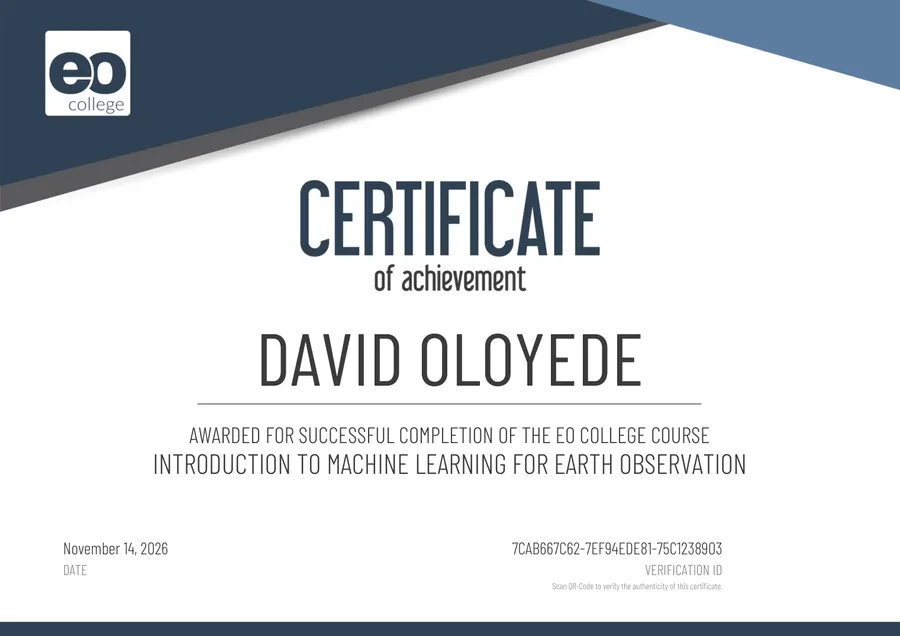 eo
college
CERTIFICATE
of achievement
DAVID OLOYEDE
AWARDED FOR SUCCESSFUL COMPLETION OF THE EO COLLEGE COURSE
INTRODUCTION TO MACHINE LEARNING FOR EARTH OBSERVATION
November 14, 2026
DATE
7CAB667C62-7EF94EDE81-75C1238903
VERIFICATION ID
Scan QR-Code to verify the authenticity of this certificate.